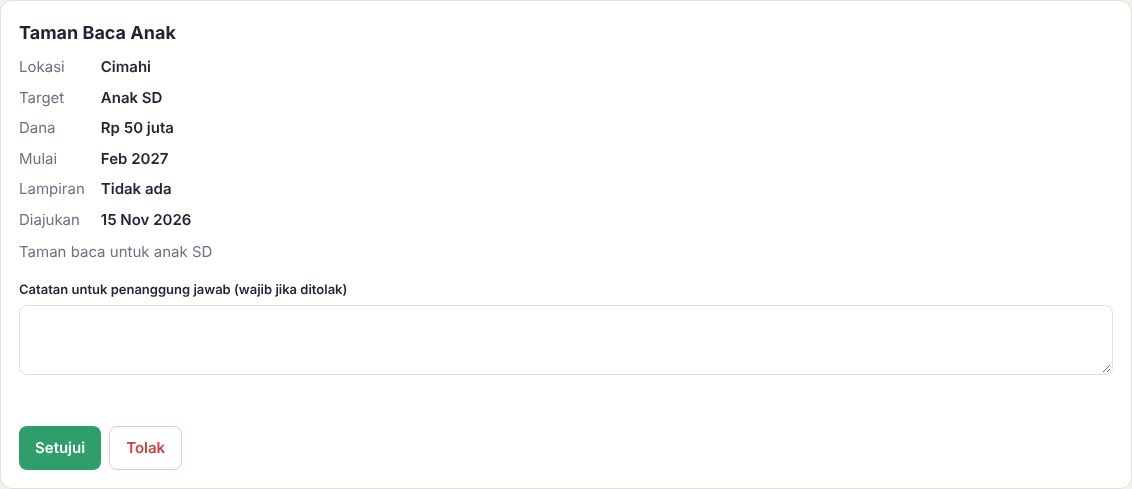 Taman Baca Anak
Lokasi Cimahi
Target Anak SD
Dana Rp 50 juta
Mulai Feb 2027
Lampiran Tidak ada
Diajukan 15 Nov 2026
Taman baca untuk anak SD
Catatan untuk penanggung jawab (wajib jika ditolak)
Setujui Tolak